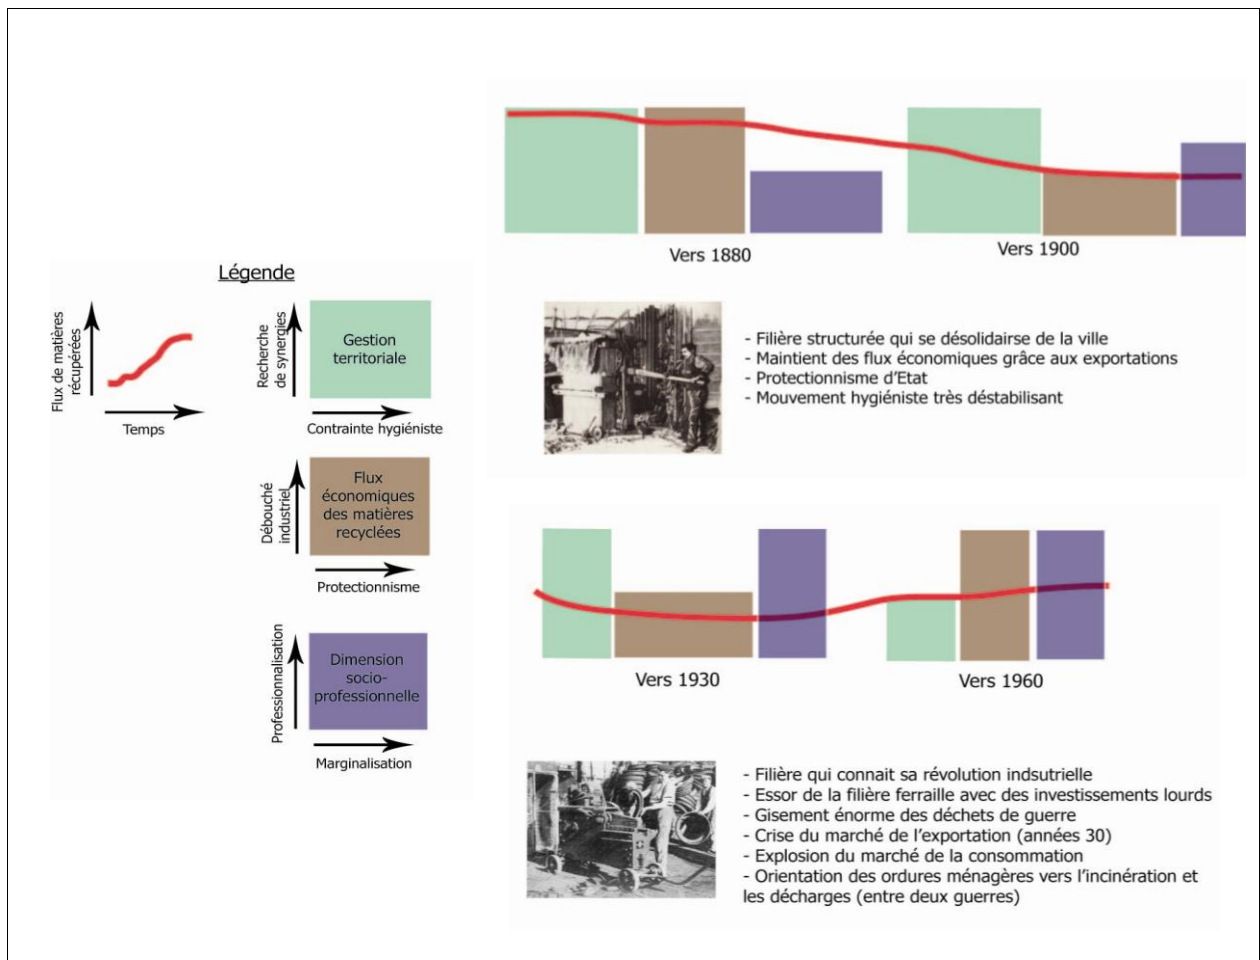 Vers 1880
Vers 1900
- Filière structurée qui se désolidairse de la ville
- Maintient des flux économiques grâce aux exportations
- Protectionnisme d'Etat
- Mouvement hygiéniste très déstabilisant
Légende
Flux de matières
récupérées
Temps
Recherche
de synergies
Gestion
territoriale
Contrainte hygiéniste
Débouché
industriel
Flux
économiques
des matières
recyclées
Protectionnisme
Professionnalisation
Dimension
socio-
professionnelle
Marginalisation
Vers 1930
Vers 1960
- Filière qui connait sa révolution indsutrielle
- Essor de la filière ferraille avec des investissements lourds
- Gisement énorme des déchets de guerre
- Crise du marché de l'exportation (années 30)
- Explosion du marché de la consommation
- Orientation des ordures ménagères vers l'incinération et
les décharges (entre deux guerres)